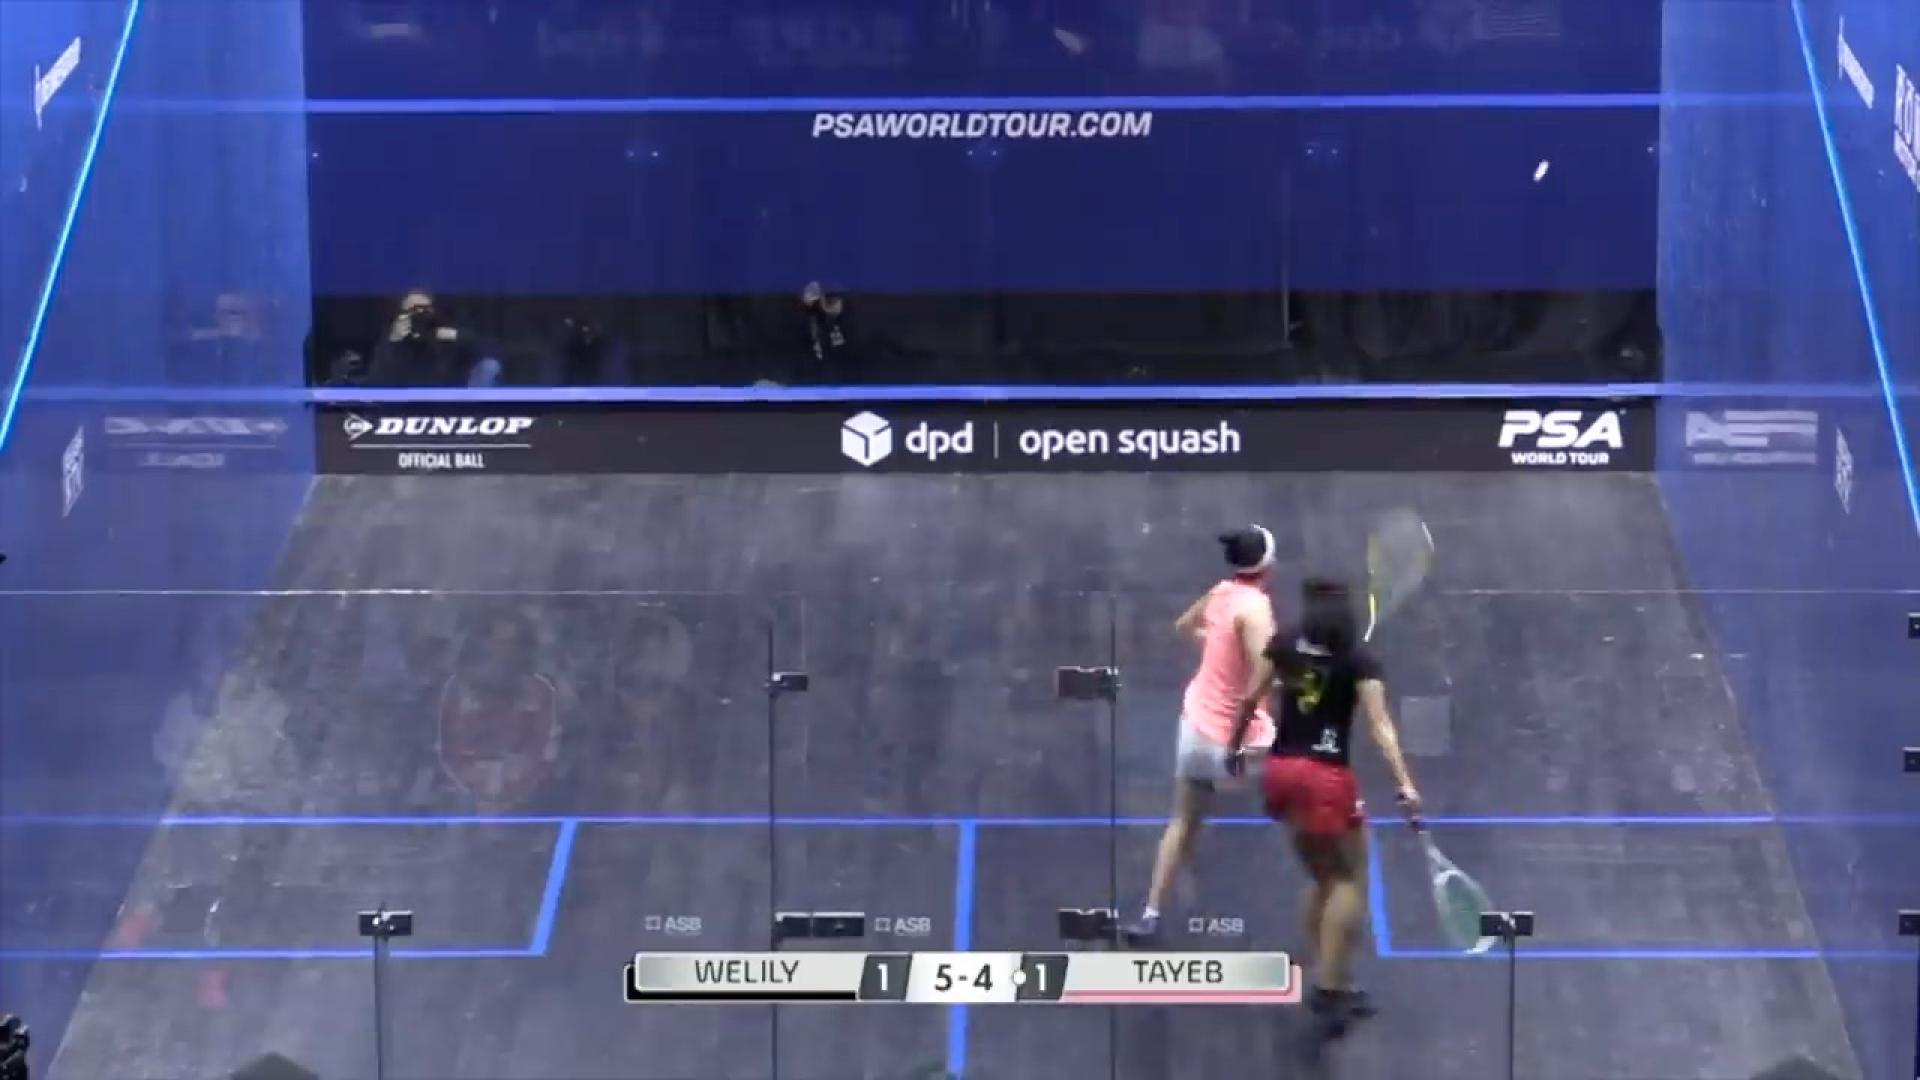 PSAWORLDTOUR.COM
DUNLOP
OFFICIAL BALL
dpd | open squash
PSA
WORLD TOUR
ASB
ASB
ASB
WELILY 1 5-4 1 TAYEB